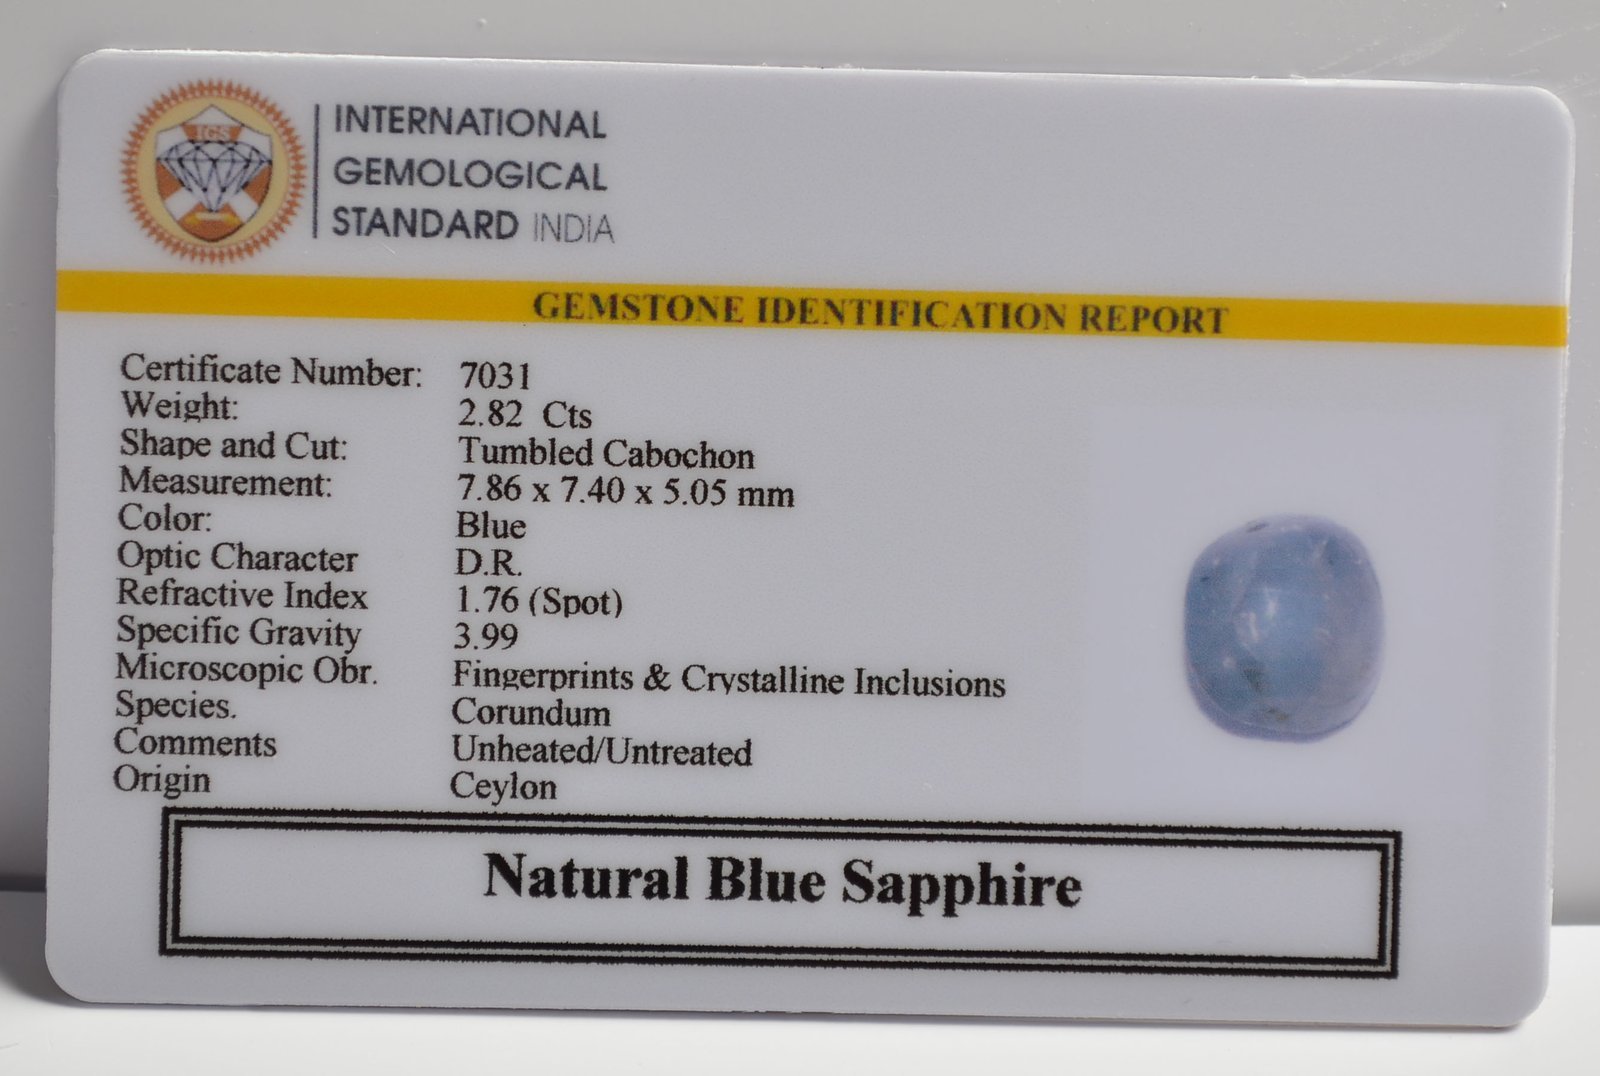 IGS
INTERNATIONAL
GEMOLOGICAL
STANDARD INDIA
GEMSTONE IDENTIFICATION REPORT
Certificate Number: 7031
Weight: 2.82 Cts
Shape and Cut: Tumbled Cabochon
Measurement: 7.86 x 7.40 x 5.05 mm
Color: Blue
Optic Character D.R.
Refractive Index 1.76 (Spot)
Specific Gravity 3.99
Microscopic Obr. Fingerprints & Crystalline Inclusions
Species. Corundum
Comments Unheated/Untreated
Origin Ceylon
Natural Blue Sapphire